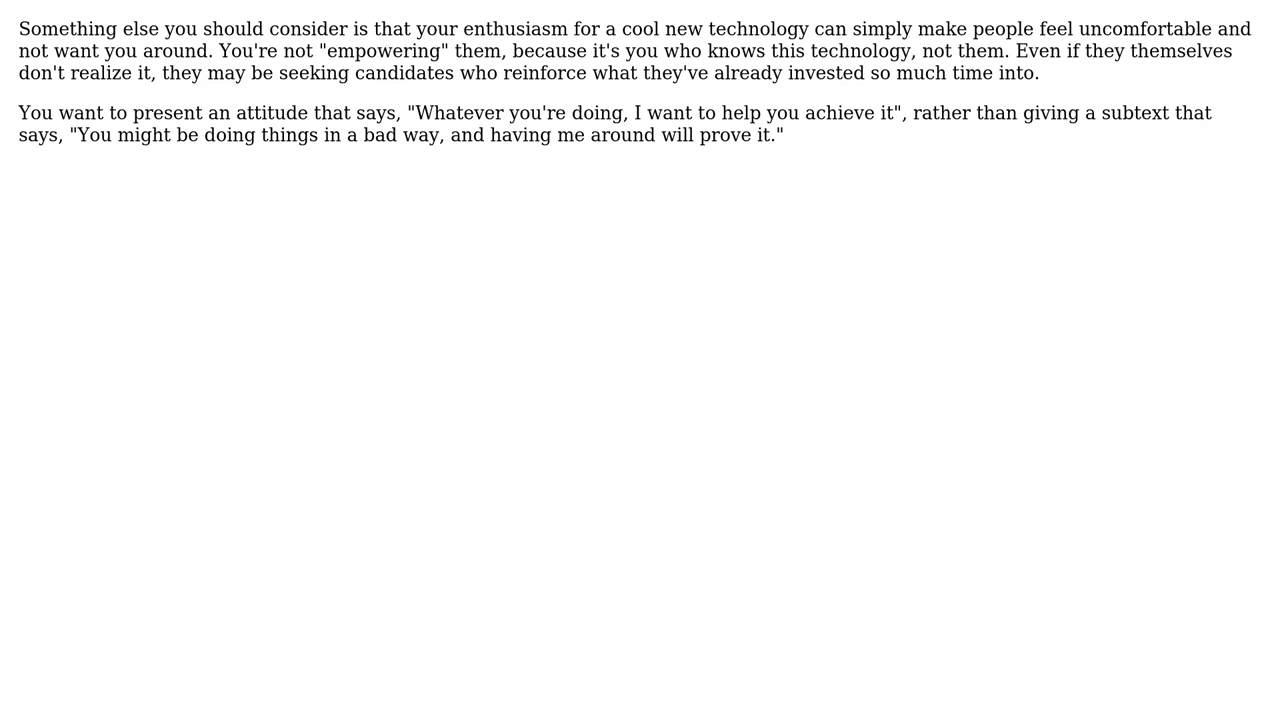 Something else you should consider is that your enthusiasm for a cool new technology can simply make people feel uncomfortable and
not want you around. You're not "empowering" them, because it's you who knows this technology, not them. Even if they themselves
don't realize it, they may be seeking candidates who reinforce what they've already invested so much time into.
You want to present an attitude that says, "Whatever you're doing, I want to help you achieve it", rather than giving a subtext that
says, "You might be doing things in a bad way, and having me around will prove it."